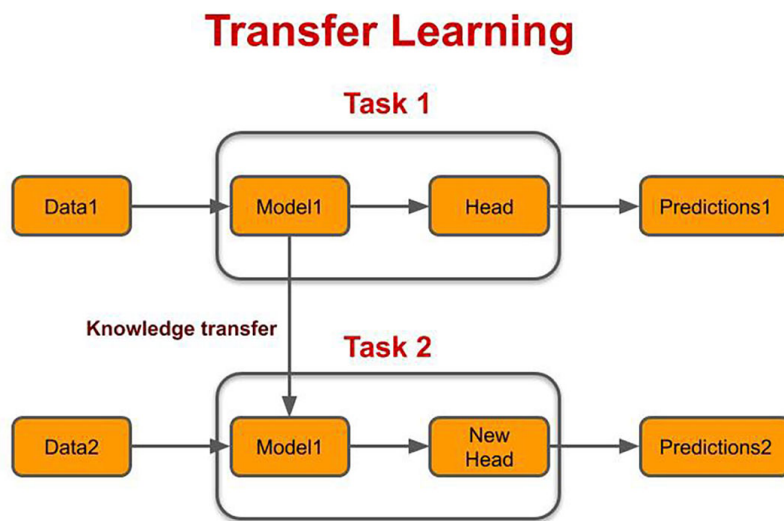 Transfer Learning
Task 1
Data1
Model1
Head
Predictions1
Knowledge transfer
Task 2
Data2
Model1
New
Head
Predictions2